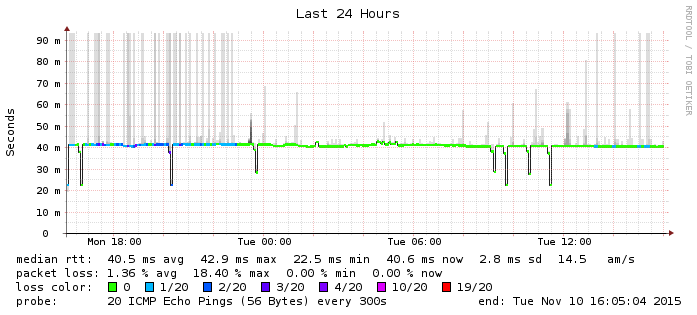 Last 24 Hours
RRDTOOL / TOBI OETIKER
Seconds
90 m
80 m
70 m
60 m
50 m
40 m
30 m
20 m
10 m
0
Mon 18:00 Tue 00:00 Tue 06:00 Tue 12:00
median rtt: 40.5 ms avg 42.9 ms max 22.5 ms min 40.6 ms now 2.8 ms sd 14.5 am/s
packet loss: 1.36 % avg 18.40 % max 0.00 % min 0.00 % now
loss color: 0 1/20 2/20 3/20 4/20 10/20 19/20
probe: 20 ICMP Echo Pings (56 Bytes) every 300s end: Tue Nov 10 16:05:04 2015